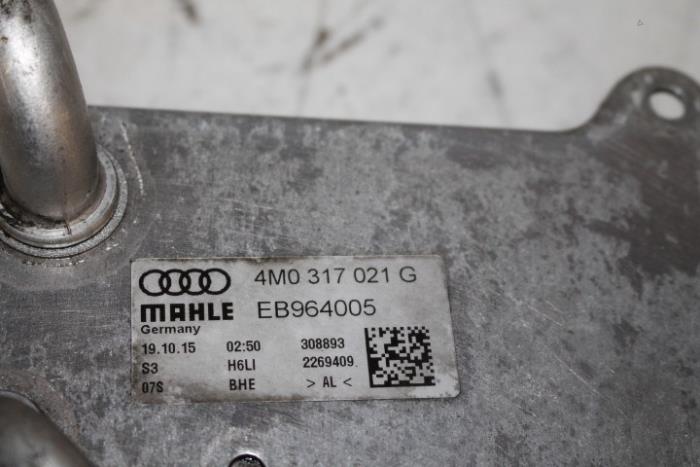 4M0 317 021 G
MAHLE EB964005
Germany
19.10.15 02:50 308893
S3 H6LI 2269409
07S BHE > AL <